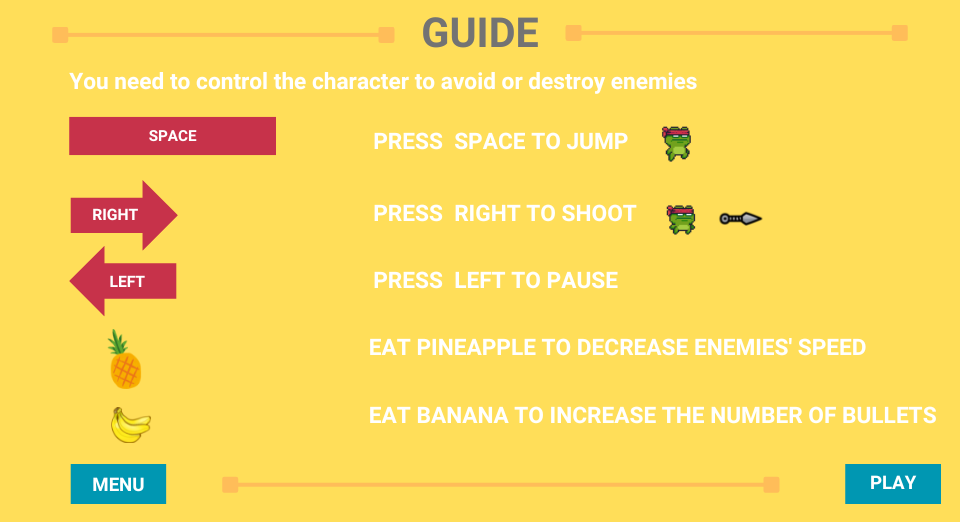 GUIDE
You need to control the character to avoid or destroy enemies
SPACE
PRESS SPACE TO JUMP
RIGHT
PRESS RIGHT TO SHOOT
LEFT
PRESS LEFT TO PAUSE
EAT PINEAPPLE TO DECREASE ENEMIES' SPEED
EAT BANANA TO INCREASE THE NUMBER OF BULLETS
MENU
PLAY